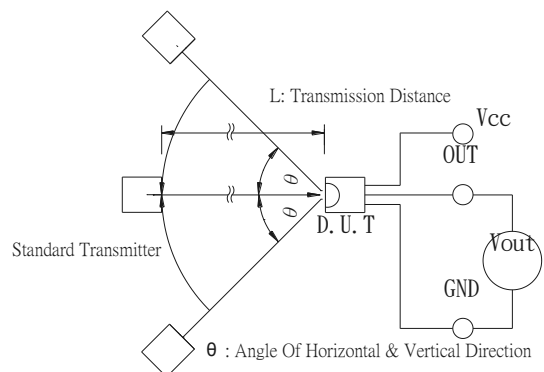 L: Transmission Distance
Vcc
OUT
θ
θ
D.U.T
Standard Transmitter
Vout
GND
θ : Angle Of Horizontal & Vertical Direction